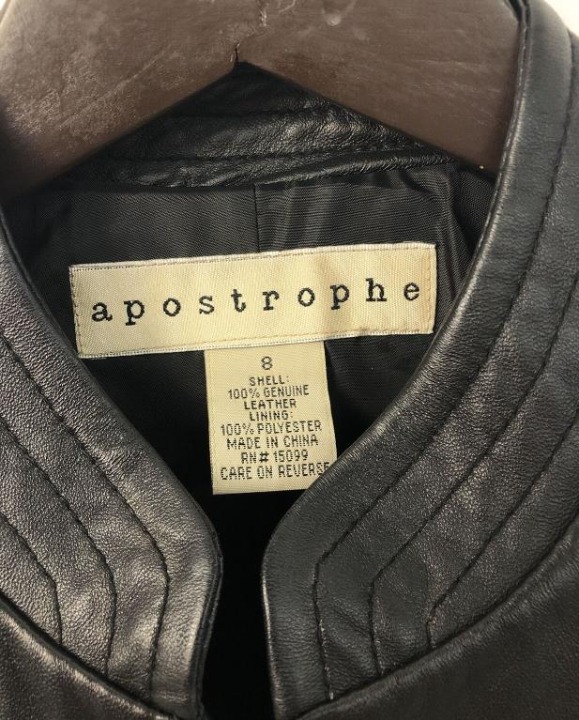 apostrophe
8
SHELL:
100% GENUINE
LEATHER
LINING:
100% POLYESTER
MADE IN CHINA
RN# 15099
CARE ON REVERSE